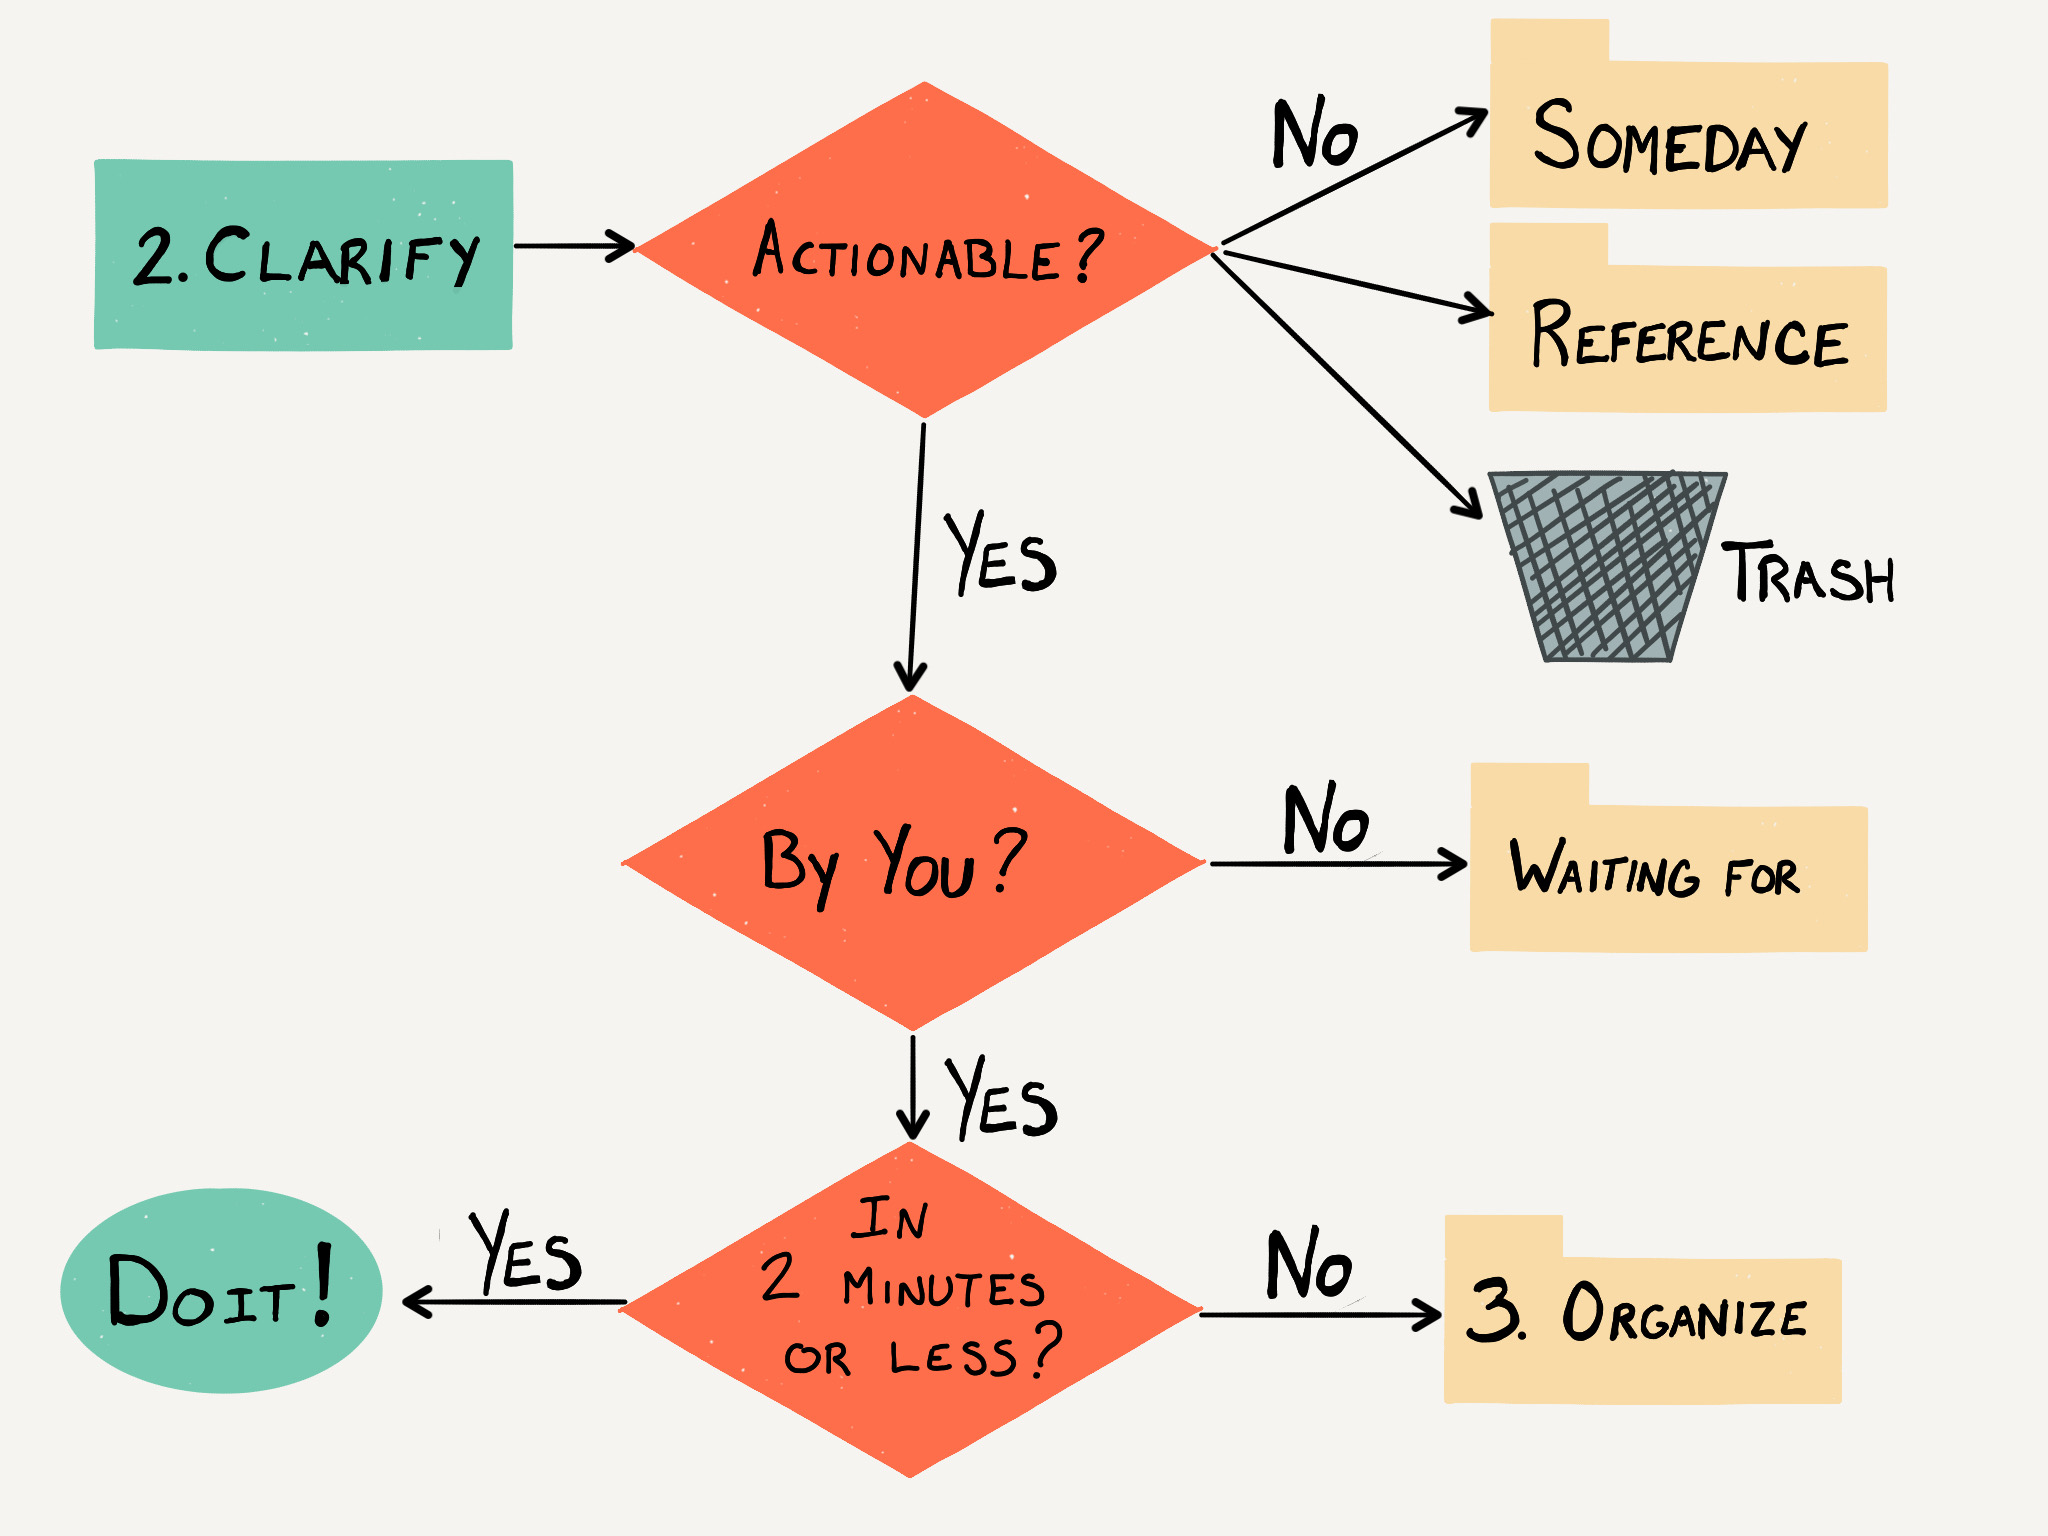 2. Clarify
Actionable?
No
Someday
Reference
Trash
Yes
By You?
No
Waiting for
Yes
In
2 minutes
or less?
Yes
Do it!
No
3. Organize